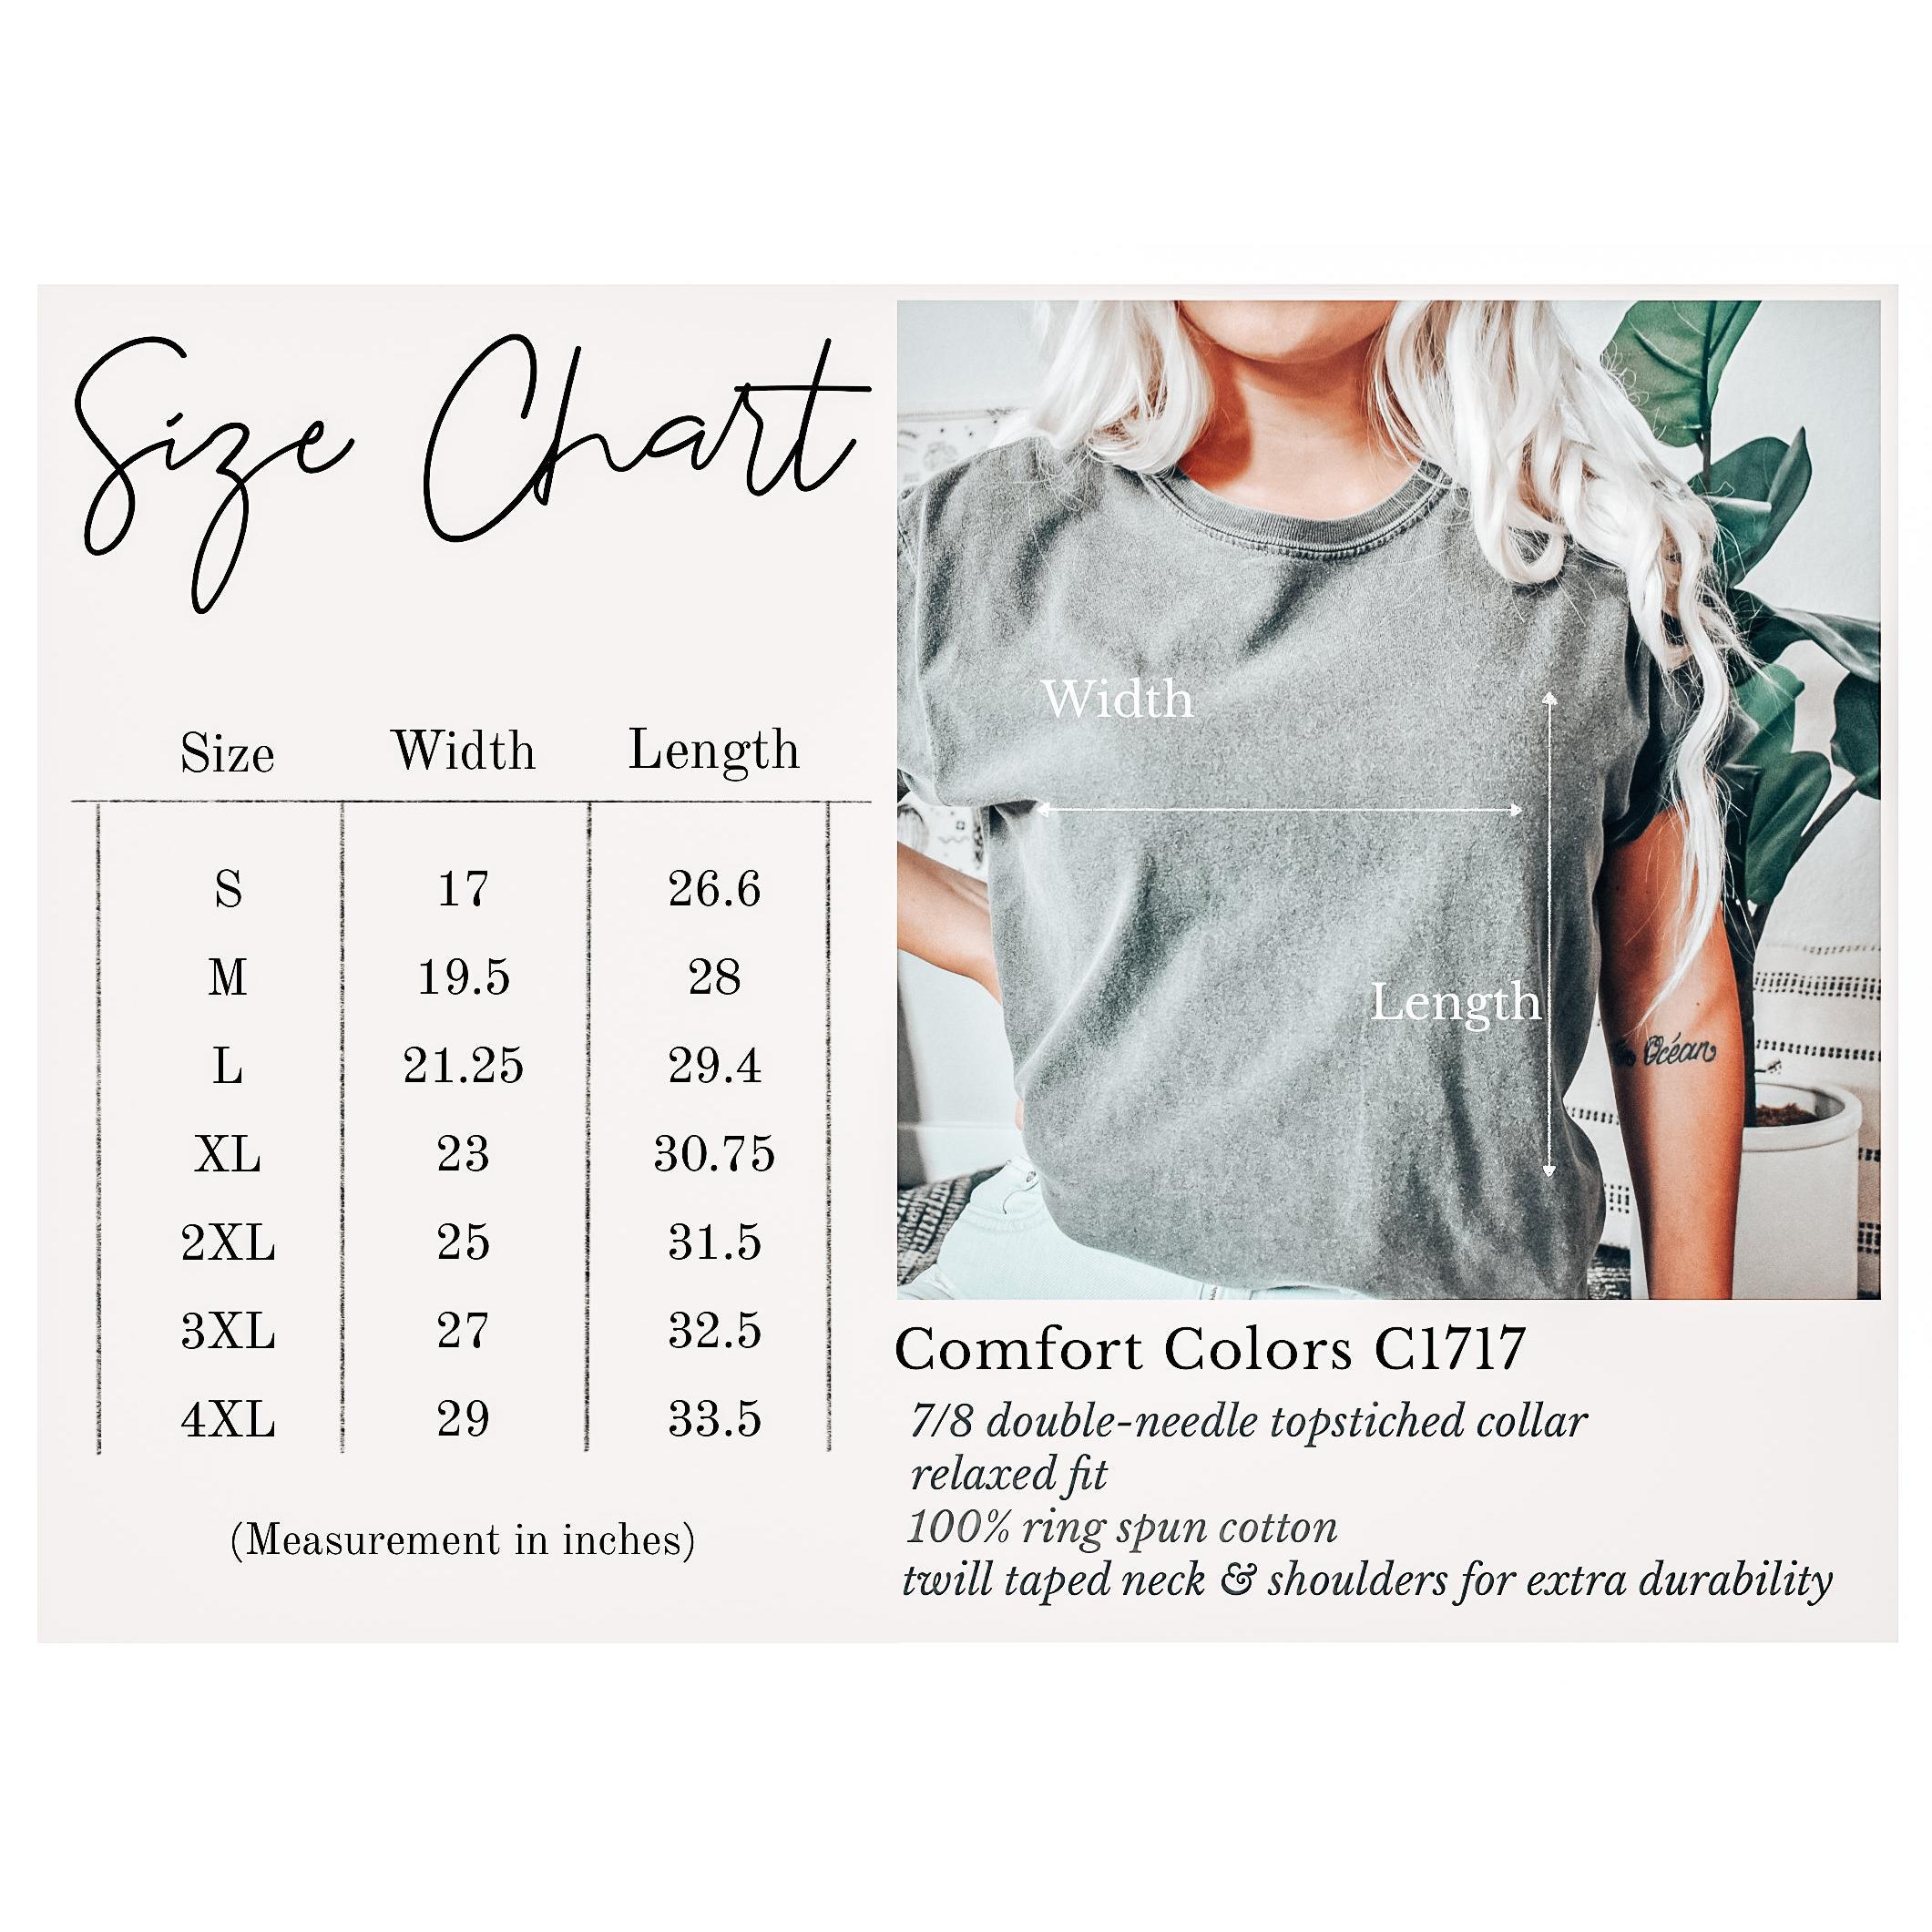 Size Chart
Size Width Length
S 17 26.6
M 19.5 28
L 21.25 29.4
XL 23 30.75
2XL 25 31.5
3XL 27 32.5
4XL 29 33.5
(Measurement in inches)
Width
Length
Océan
Comfort Colors C1717
7/8 double-needle topstiched collar
relaxed fit
100% ring spun cotton
twill taped neck & shoulders for extra durability